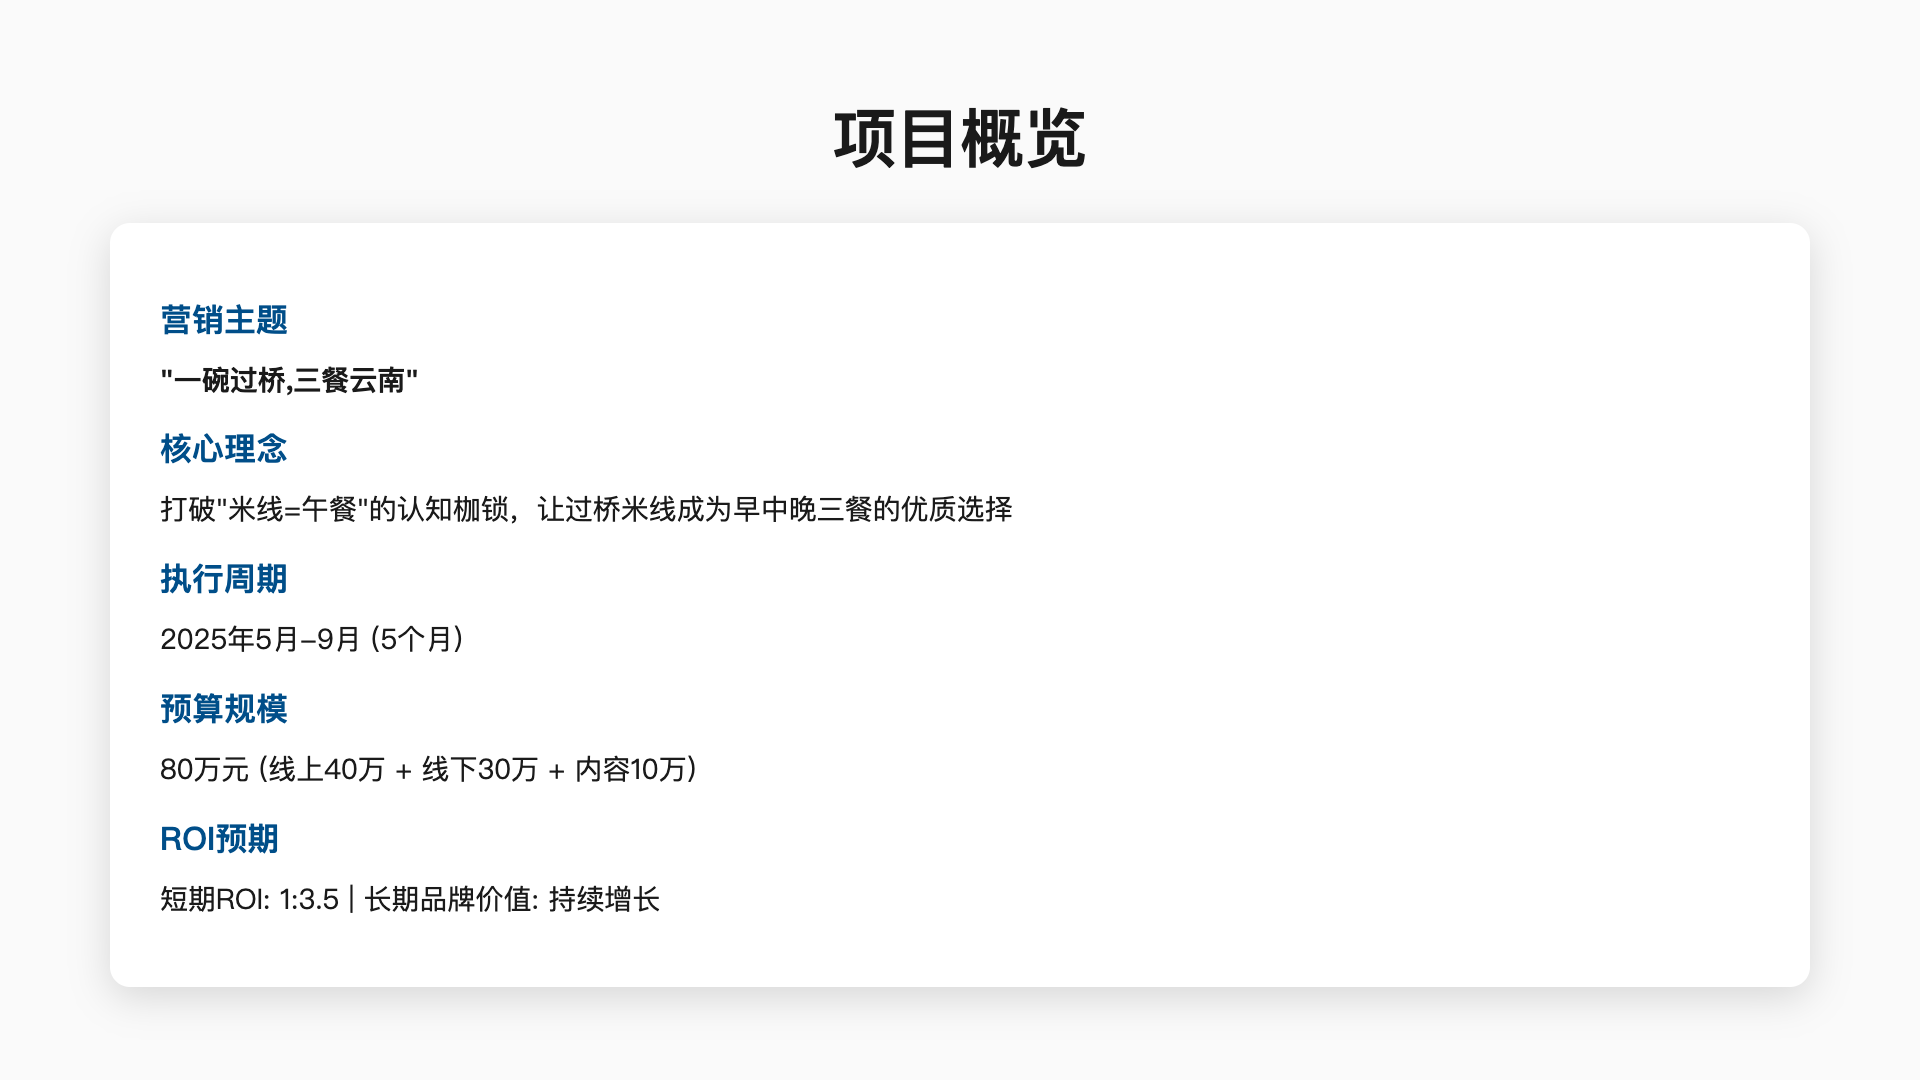 项目概览
营销主题
"一碗过桥,三餐云南"
核心理念
打破"米线=午餐"的认知枷锁，让过桥米线成为早中晚三餐的优质选择
执行周期
2025年5月–9月 (5个月)
预算规模
80万元 (线上40万 + 线下30万 + 内容10万)
ROI预期
短期ROI: 1:3.5 | 长期品牌价值: 持续增长